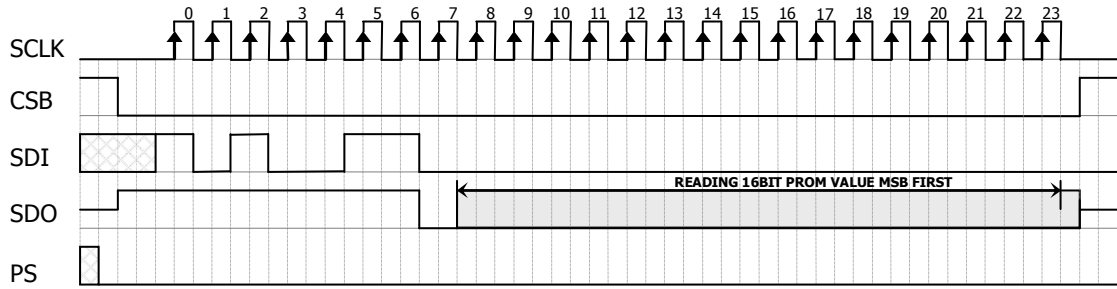 0 1 2 3 4 5 6 7 8 9 10 11 12 13 14 15 16 17 18 19 20 21 22 23
SCLK
CSB
SDI
READING 16BIT PROM VALUE MSB FIRST
SDO
PS